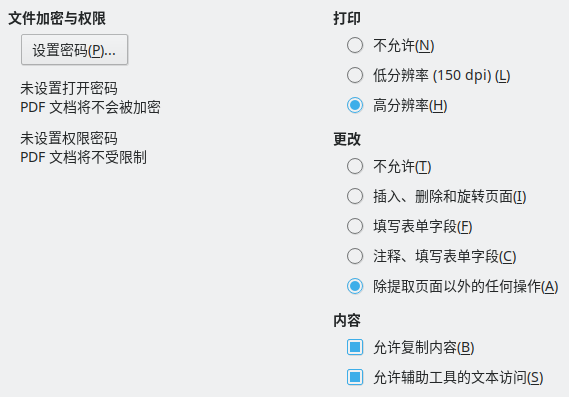 文件加密与权限
设置密码(P)...
未设置打开密码
PDF 文档将不会被加密
未设置权限密码
PDF 文档将不受限制
打印
不允许(N)
低分辨率 (150 dpi) (L)
高分辨率(H)
更改
不允许(T)
插入、删除和旋转页面(I)
填写表单字段(F)
注释、填写表单字段(C)
除提取页面以外的任何操作(A)
内容
允许复制内容(B)
允许辅助工具的文本访问(S)